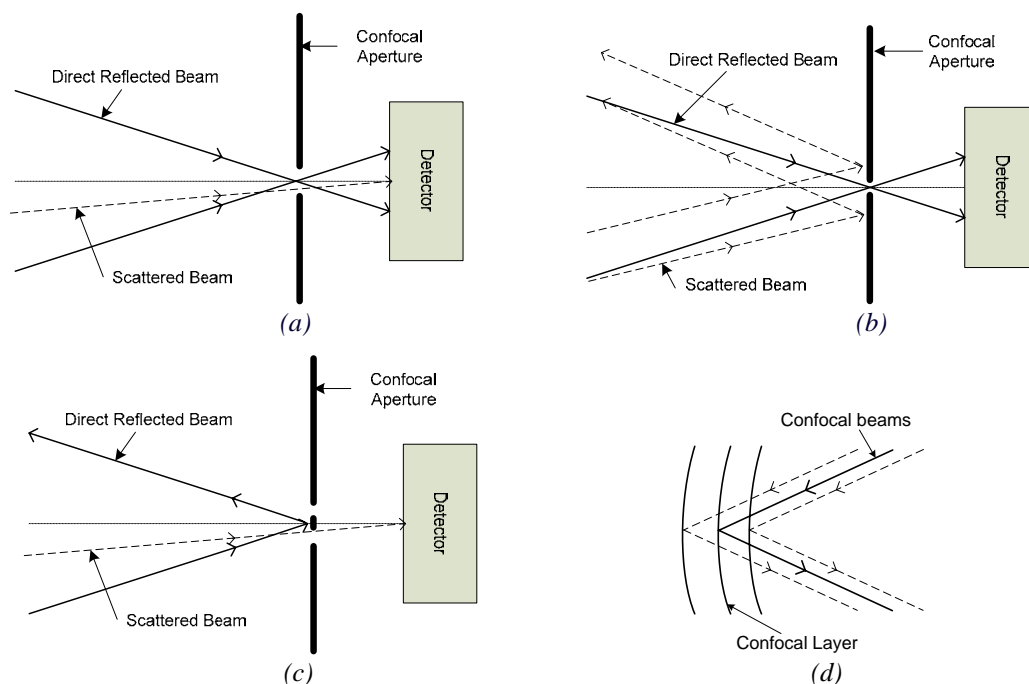 Confocal
Aperture
Direct Reflected Beam
Detector
Scattered Beam
(a)
Confocal
Aperture
Direct Reflected Beam
Detector
Scattered Beam
(b)
Confocal
Aperture
Direct Reflected Beam
Detector
Scattered Beam
(c)
Confocal beams
Confocal Layer
(d)